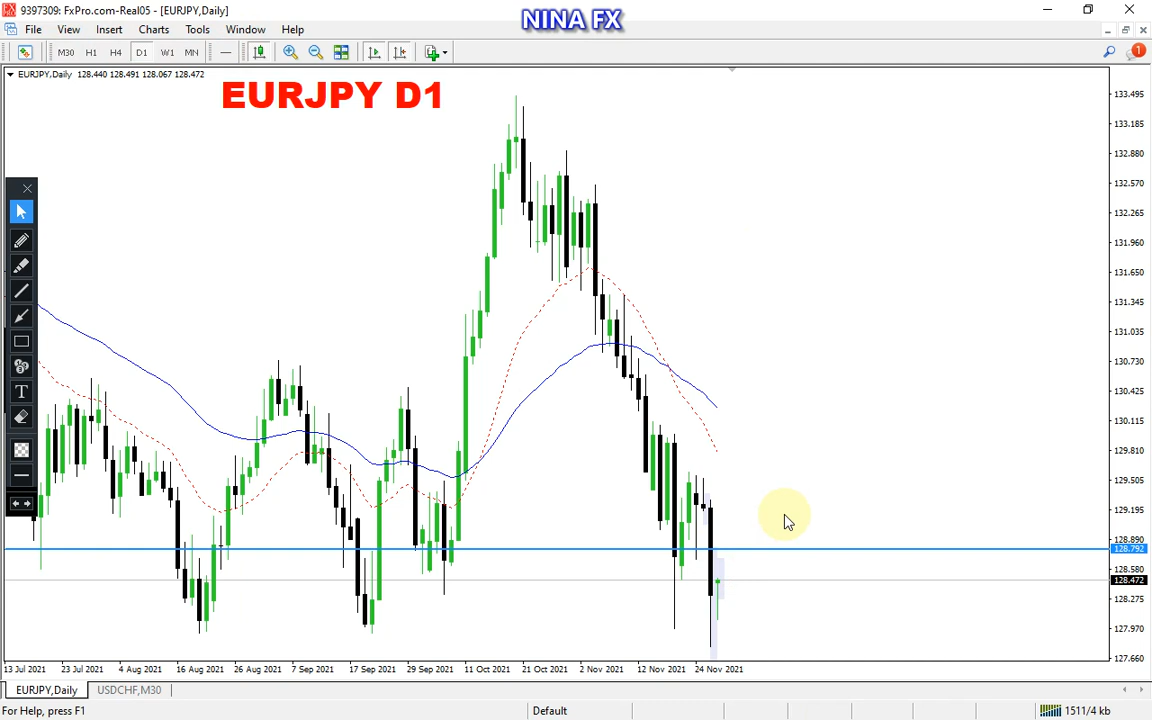 9397309: FxPro.com-Real05 - [EURJPY,Daily]
NINA FX
File View Insert Charts Tools Window Help
M30 H1 H4 D1 W1 MN
1
EURJPY,Daily 128.440 128.491 128.067 128.472
EURJPY D1
133.495
133.185
132.880
132.570
132.265
131.960
131.650
131.345
131.035
130.730
130.425
130.115
129.810
129.505
129.195
128.890
128.792
128.580
128.472
128.275
127.970
127.660
T
13 Jul 2021 23 Jul 2021 4 Aug 2021 16 Aug 2021 26 Aug 2021 7 Sep 2021 17 Sep 2021 29 Sep 2021 11 Oct 2021 21 Oct 2021 2 Nov 2021 12 Nov 2021 24 Nov 2021
EURJPY,Daily USDCHF,M30
For Help, press F1 Default 1511/4 kb